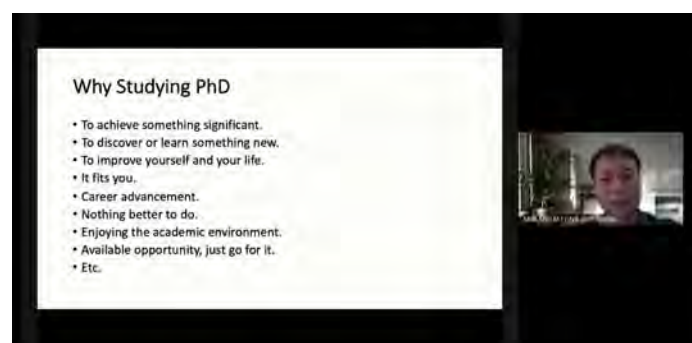 Why Studying PhD
• To achieve something significant.
• To discover or learn something new.
• To improve yourself and your life.
• It fits you.
• Career advancement.
• Nothing better to do.
• Enjoying the academic environment.
• Available opportunity, just go for it.
• Etc.